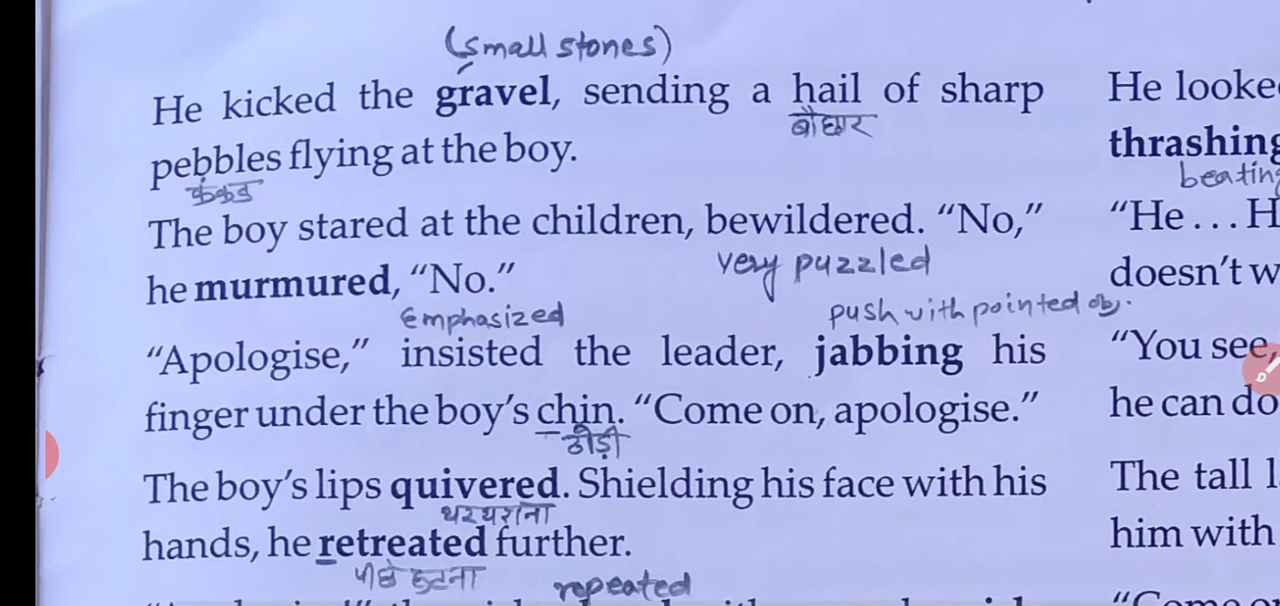 (small stones)
He kicked the gravel, sending a hail of sharp
बौछार
pebbles flying at the boy.
कंकड
The boy stared at the children, bewildered. “No,”
very puzzled
he murmured, “No.”
emphasized
push with pointed obj.
“Apologise,” insisted the leader, jabbing his
finger under the boy’s chin. “Come on, apologise.”
ठोड़ी
The boy’s lips quivered. Shielding his face with his
थरथराना
hands, he retreated further.
पीछे हटना
repeated
He looke
thrashing
beating
“He . . . H
doesn’t w
“You see,
he can do
The tall l
him with